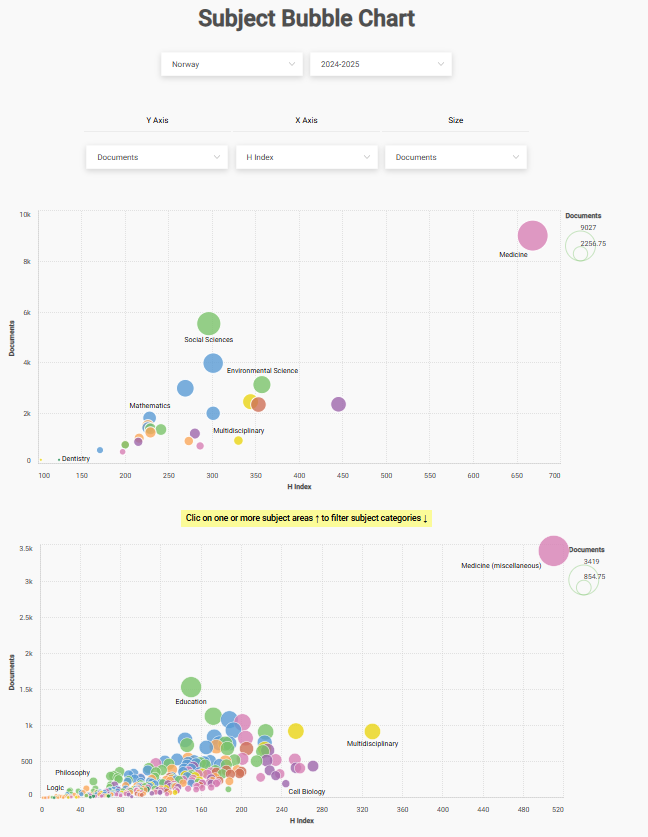 Subject Bubble Chart
Norway 2024-2025
Y Axis X Axis Size
Documents H Index Documents
Documents
9027
2256.75
10k
8k
6k
4k
2k
0
Documents
Medicine
Social Sciences
Environmental Science
Mathematics
Multidisciplinary
Dentistry
100 150 200 250 300 350 400 450 500 550 600 650 700
H Index
Clic on one or more subject areas ↑ to filter subject categories ↓
Documents
3419
854.75
3.5k
3k
2.5k
2k
1.5k
1k
500
0
Documents
Medicine (miscellaneous)
Education
Multidisciplinary
Philosophy
Logic
Cell Biology
0 40 80 120 160 200 240 280 320 360 400 440 480 520
H Index